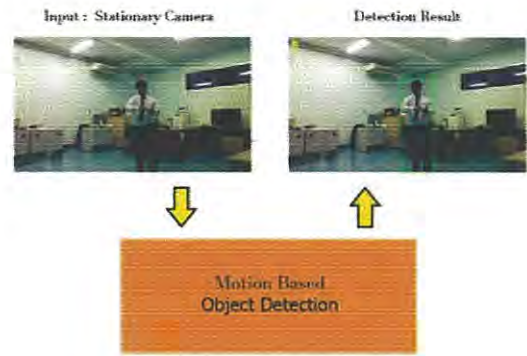 Input : Stationary Camera
Detection Result
Motion Based
Object Detection